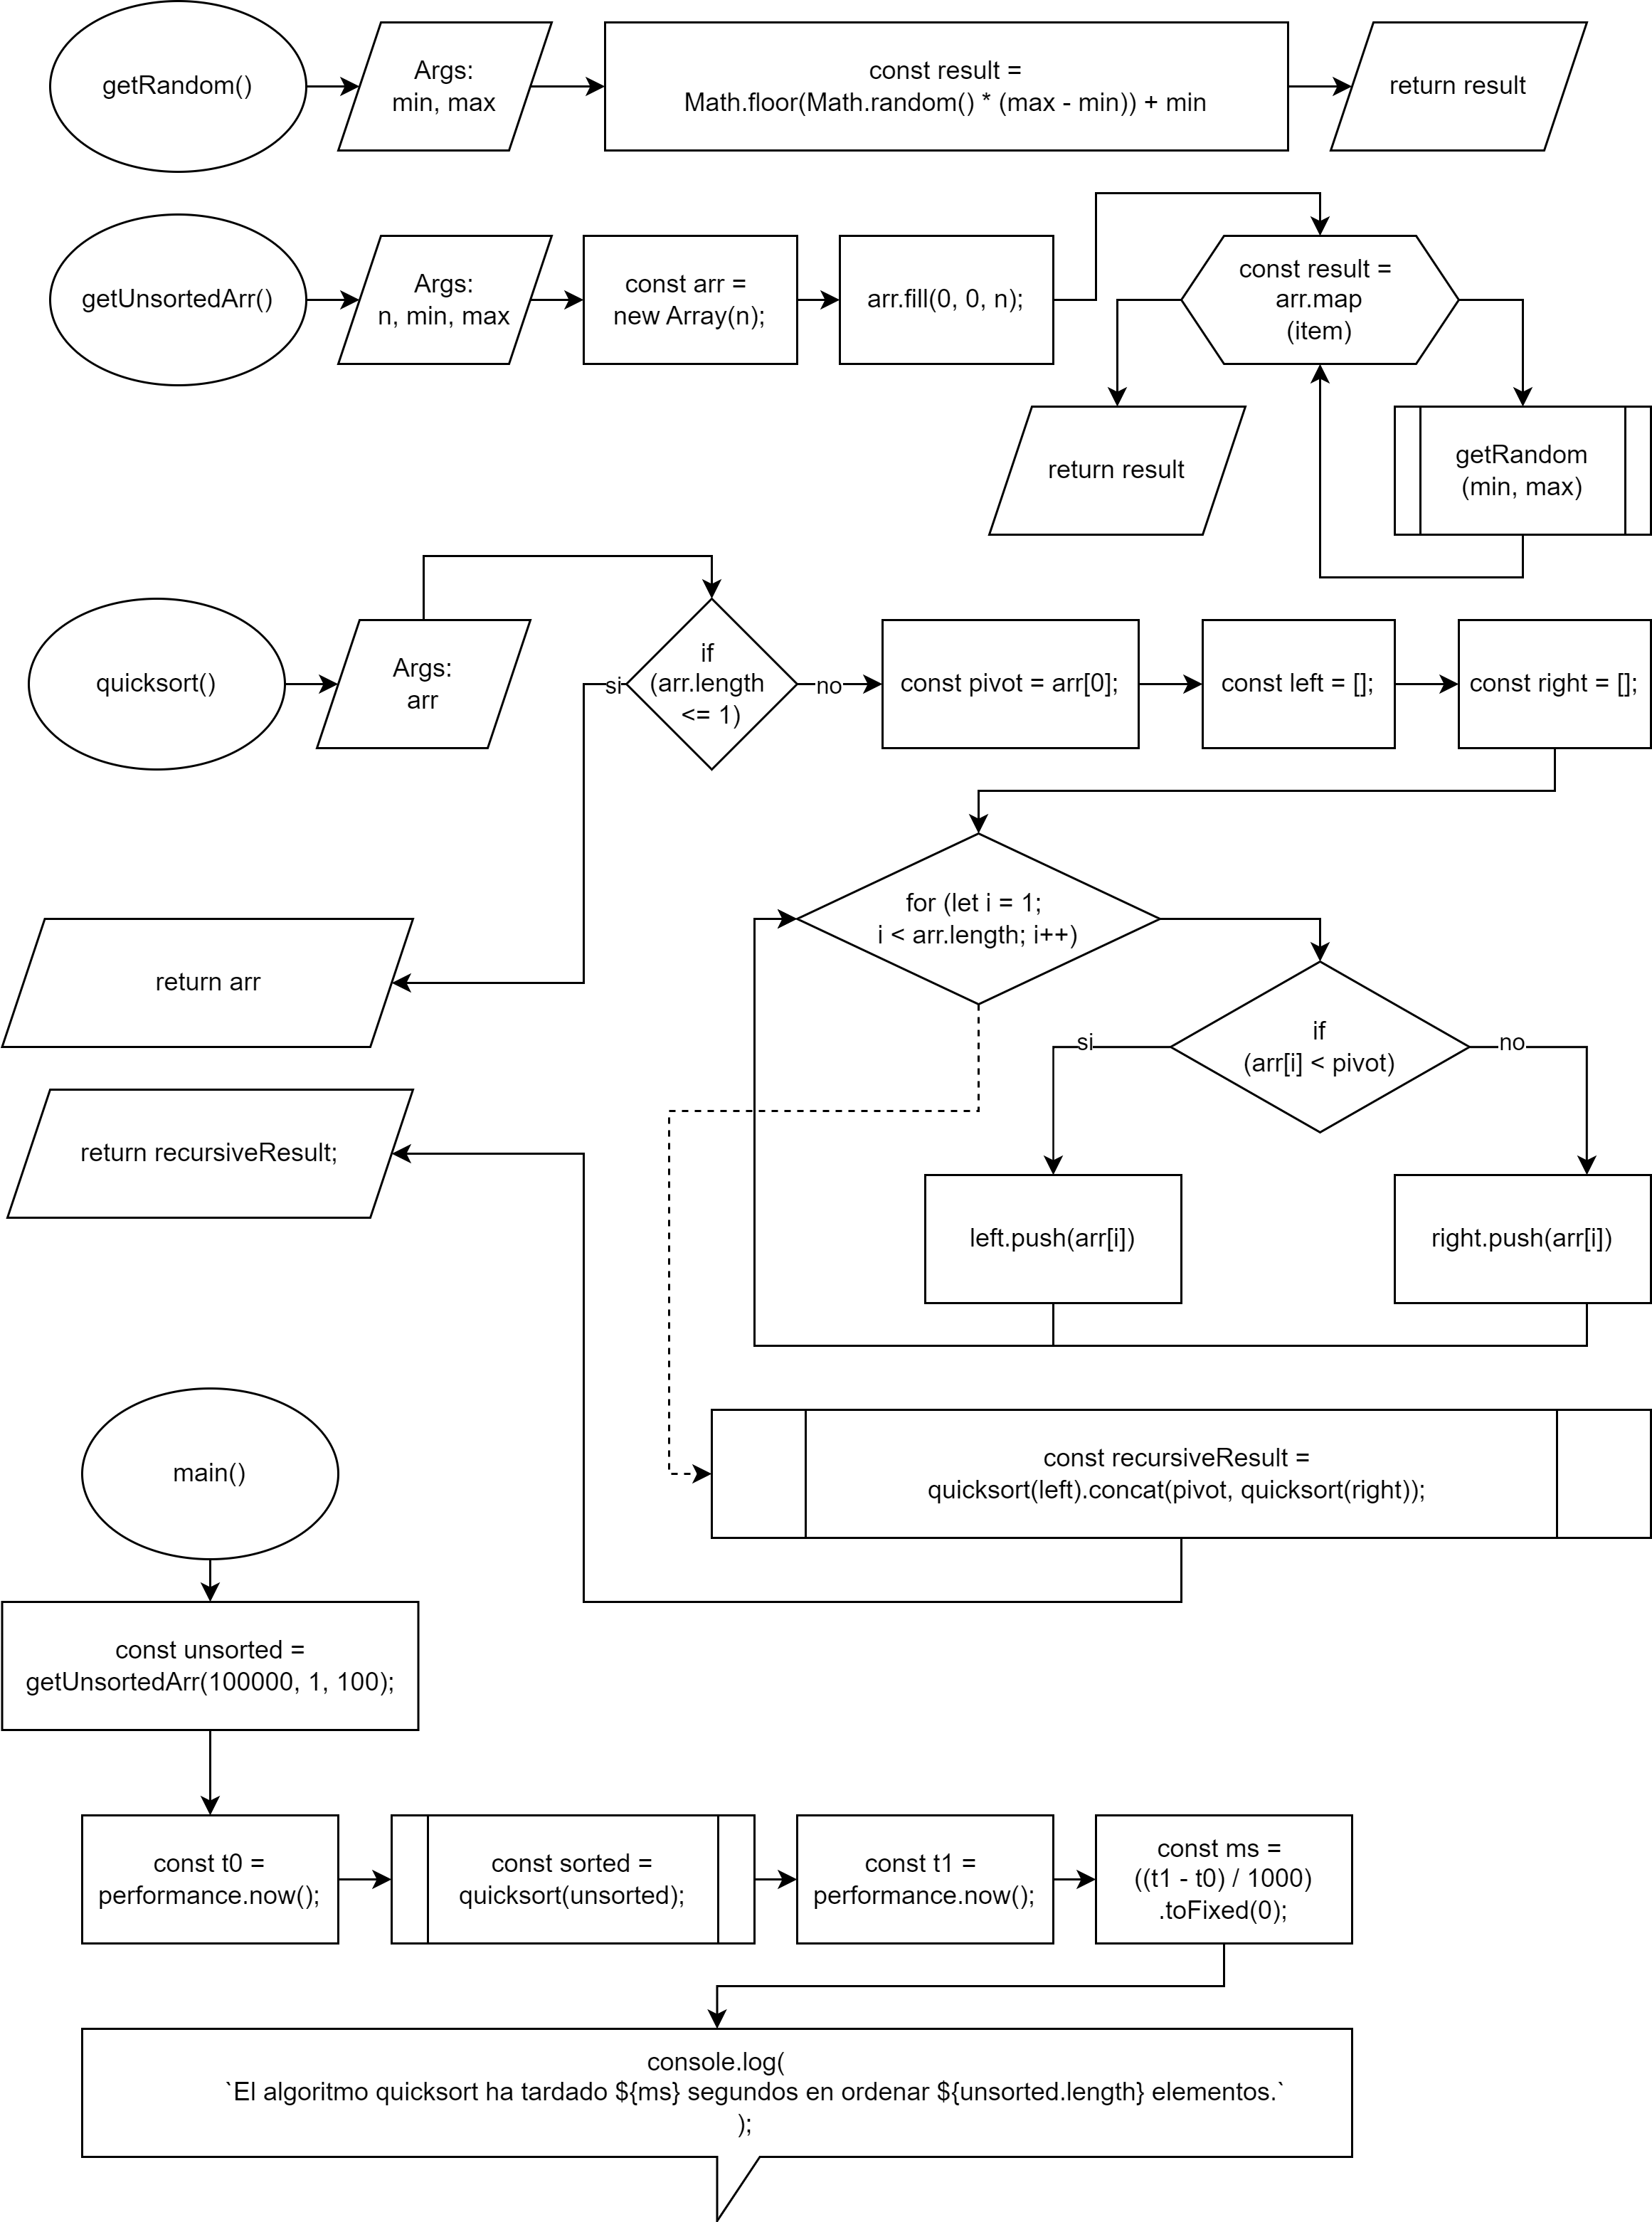 getRandom()
Args:
min, max
const result =
Math.floor(Math.random() * (max - min)) + min
return result
getUnsortedArr()
Args:
n, min, max
const arr =
new Array(n);
arr.fill(0, 0, n);
const result =
arr.map
(item)
return result
getRandom
(min, max)
quicksort()
Args:
arr
if
(arr.length
<= 1)
si
no
const pivot = arr[0];
const left = [];
const right = [];
for (let i = 1;
i < arr.length; i++)
return arr
if
(arr[i] < pivot)
si
no
return recursiveResult;
left.push(arr[i])
right.push(arr[i])
const recursiveResult =
quicksort(left).concat(pivot, quicksort(right));
main()
const unsorted =
getUnsortedArr(100000, 1, 100);
const t0 =
performance.now();
const sorted =
quicksort(unsorted);
const t1 =
performance.now();
const ms =
((t1 - t0) / 1000)
.toFixed(0);
console.log(
`El algoritmo quicksort ha tardado ${ms} segundos en ordenar ${unsorted.length} elementos.`
);